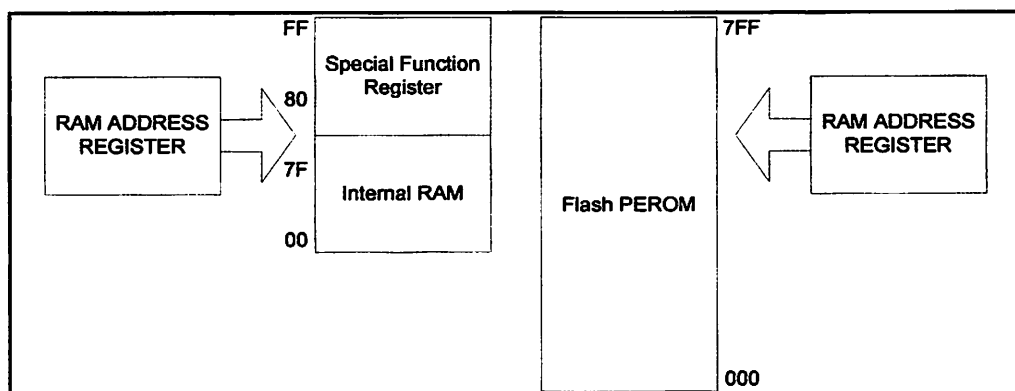 FF
Special Function
Register
80
RAM ADDRESS
REGISTER
7F
Internal RAM
00
7FF
RAM ADDRESS
REGISTER
Flash PEROM
000